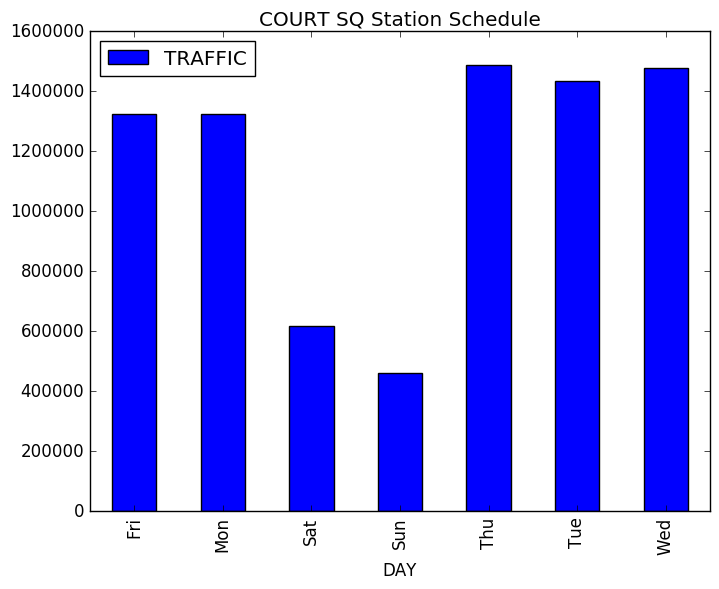 COURT SQ Station Schedule
TRAFFIC
1600000
1400000
1200000
1000000
800000
600000
400000
200000
0
Fri
Mon
Sat
Sun
Thu
Tue
Wed
DAY